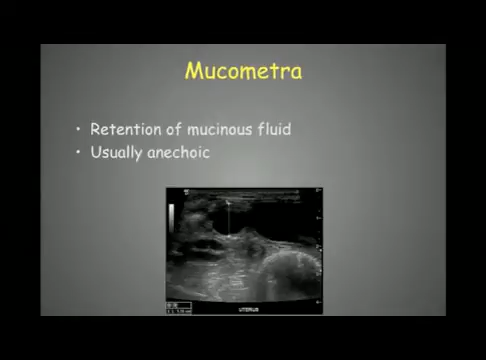 Mucometra
• Retention of mucinous fluid
• Usually anechoic
UTERUS